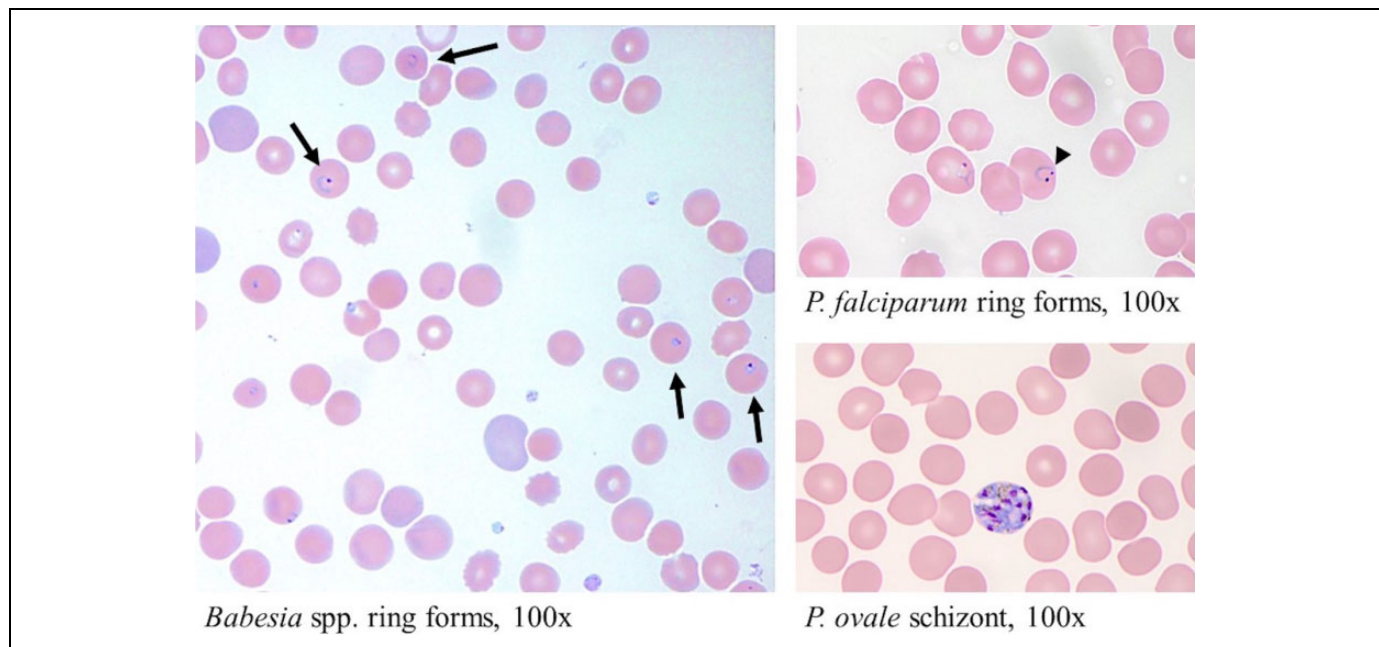 Babesia spp. ring forms, 100x
P. falciparum ring forms, 100x
P. ovale schizont, 100x